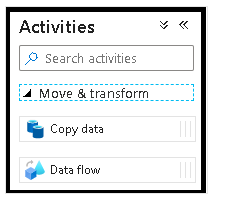 Activities
Search activities
Move & transform
Copy data
Data flow